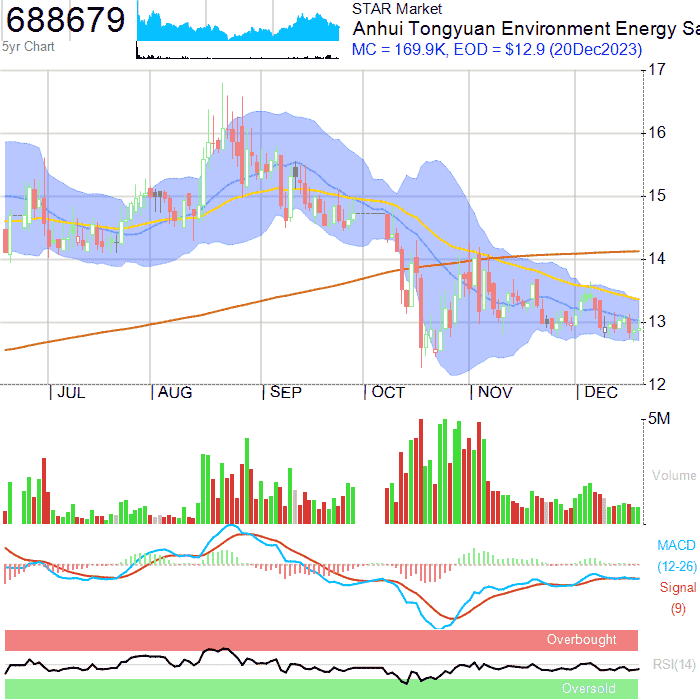 688679
5yr Chart
STAR Market
Anhui Tongyuan Environment Energy Sa
MC = 169.9K, EOD = $12.9 (20Dec2023)
17
16
15
14
13
12
JUL AUG SEP OCT NOV DEC
5M
Volume
MACD
(12-26)
Signal
(9)
Overbought
RSI(14)
Oversold